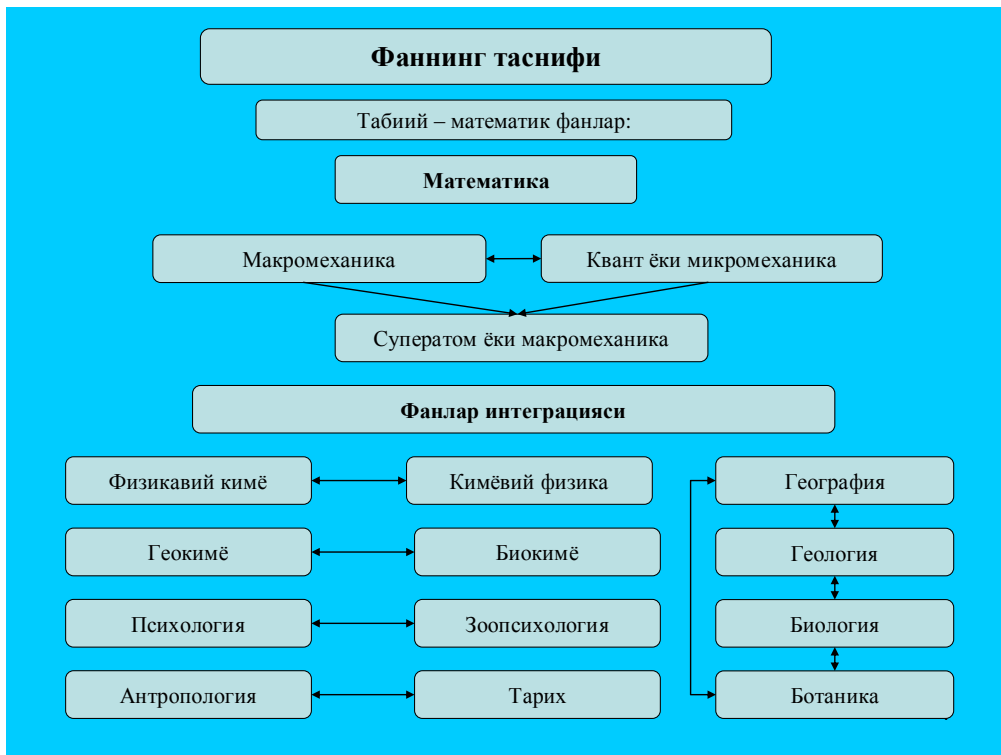 Фаннинг таснифи
Табиий – математик фанлар:
Математика
Макромеханика
Квант ёки микромеханика
Суператом ёки макромеханика
Фанлар интеграцияси
Физикавий кимё
Кимёвий физика
География
Геокимё
Биокимё
Геология
Психология
Зоопсихология
Биология
Антропология
Тарих
Ботаника